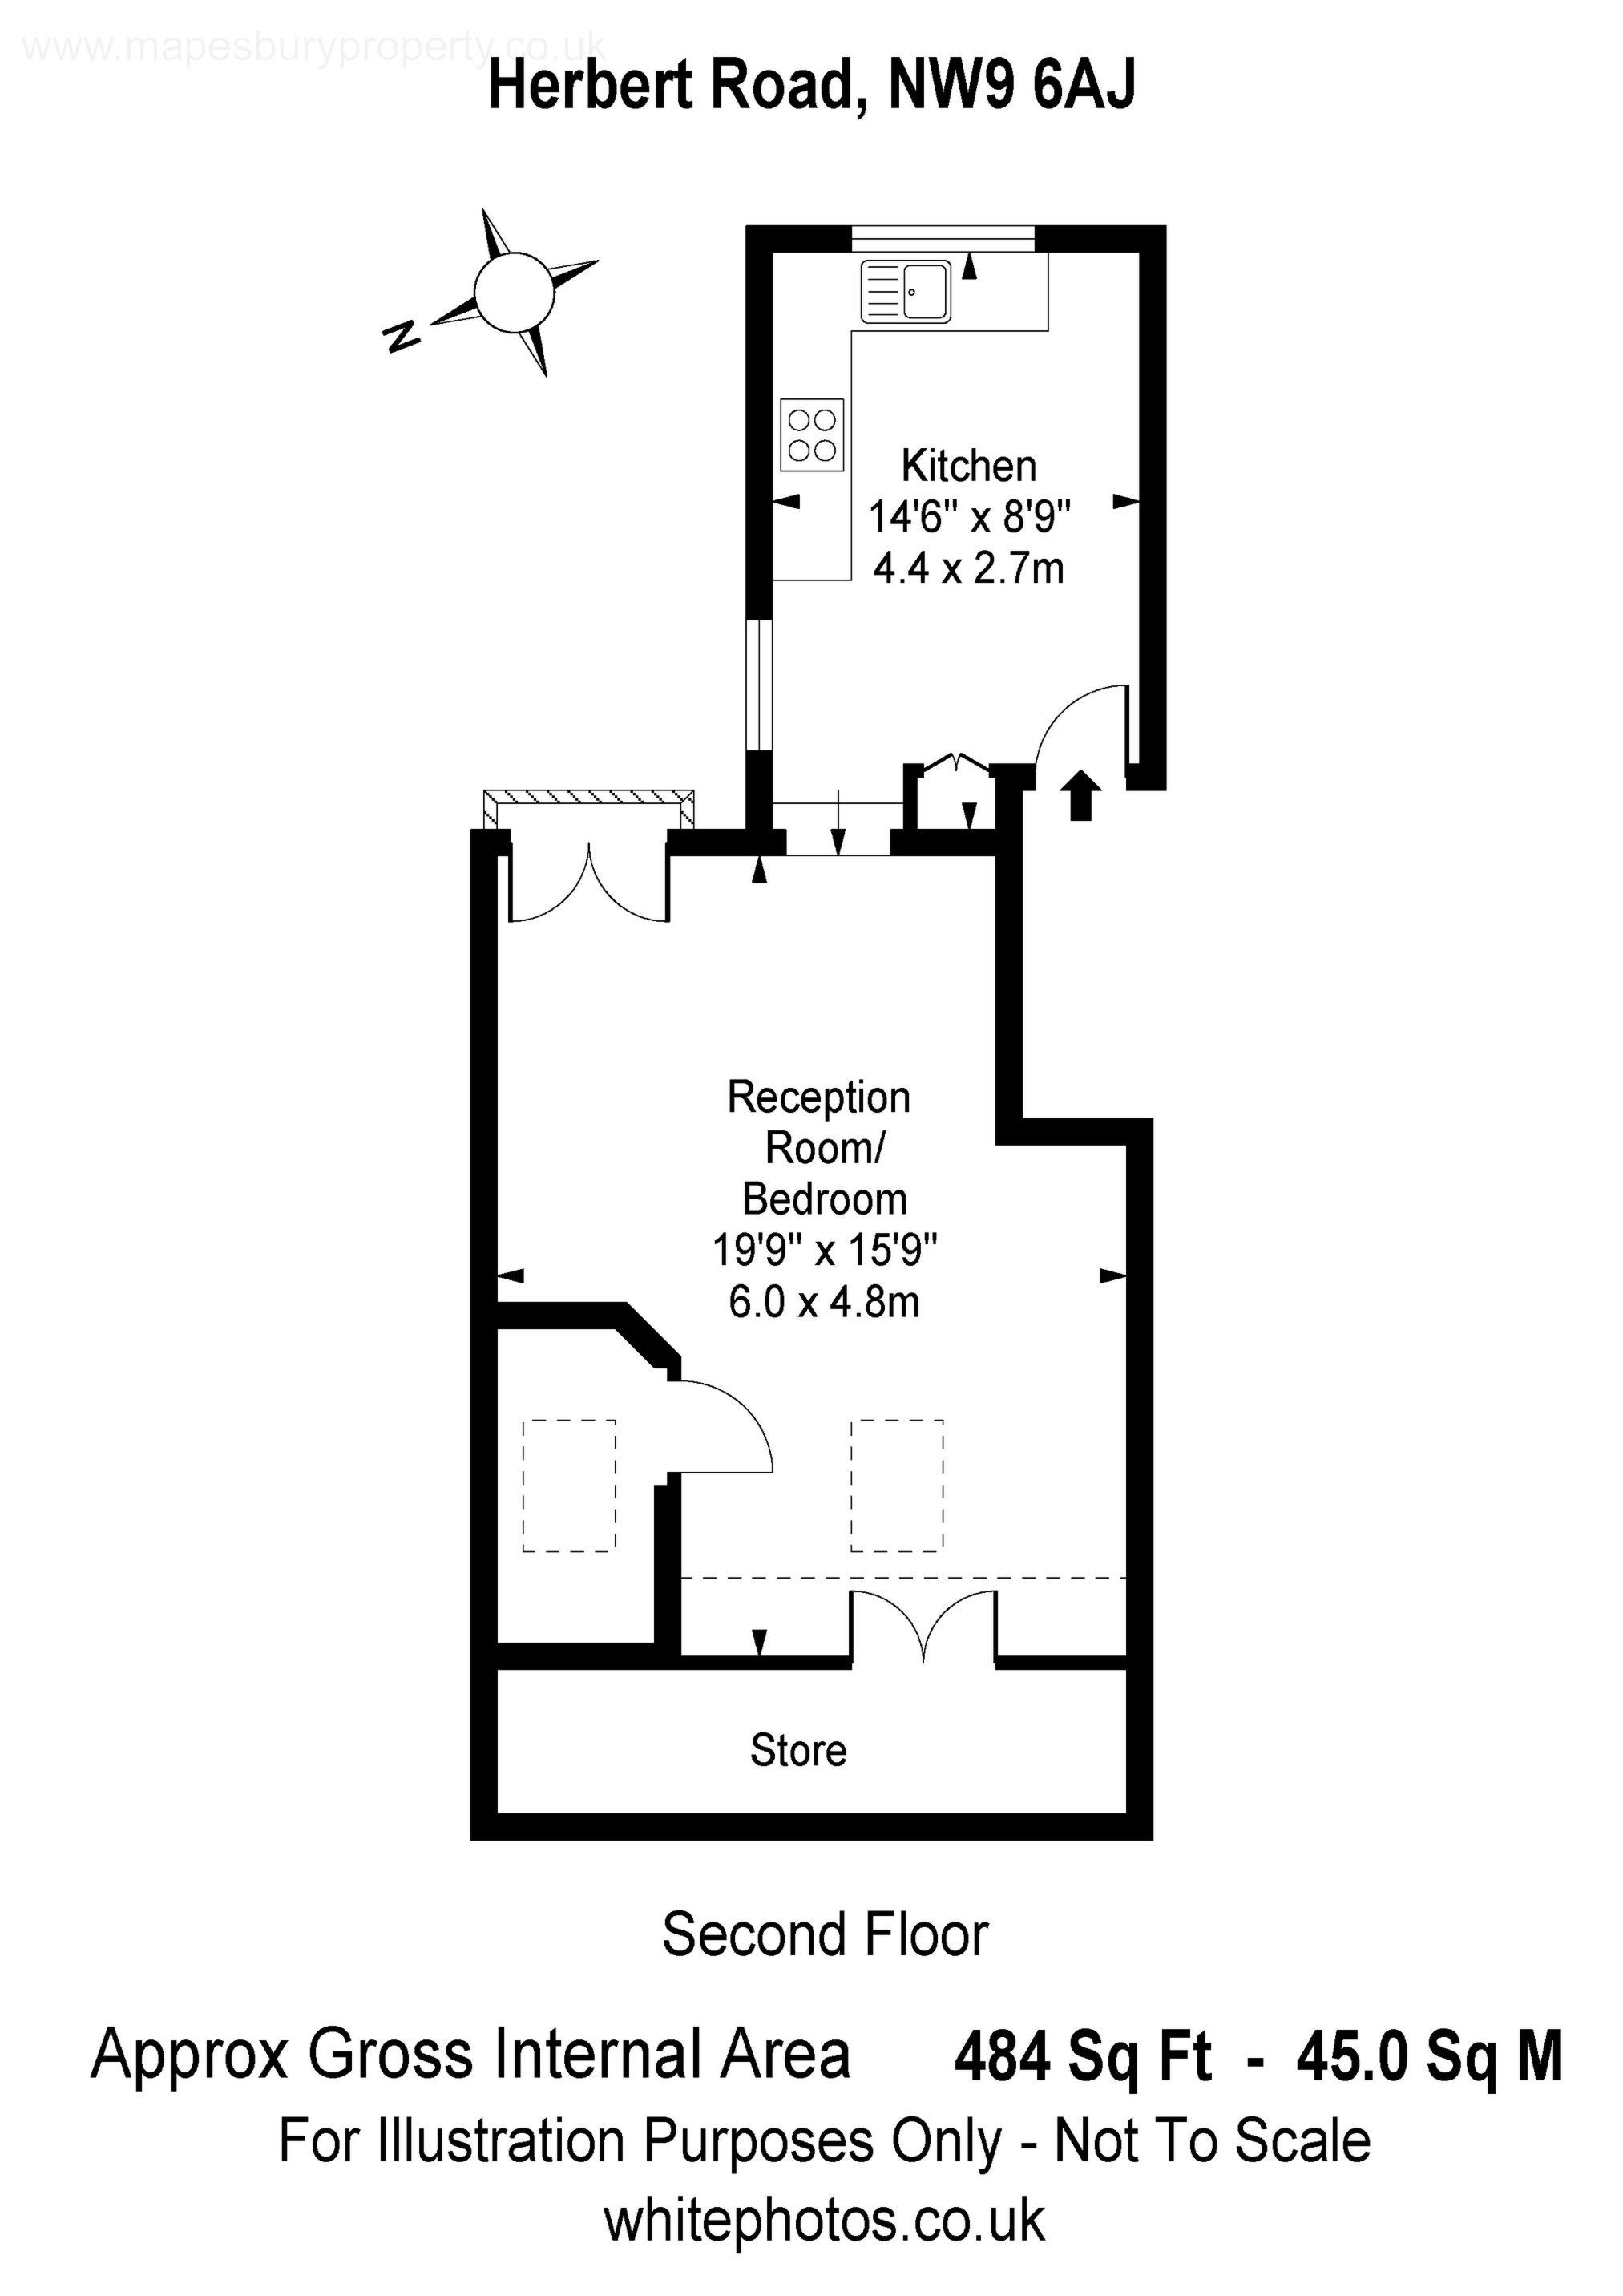 www.mapesburyproperty.co.uk
Herbert Road, NW9 6AJ
N
Kitchen
14'6" x 8'9"
4.4 x 2.7m
Reception
Room/
Bedroom
19'9" x 15'9"
6.0 x 4.8m
Store
Second Floor
Approx Gross Internal Area 484 Sq Ft - 45.0 Sq M
For Illustration Purposes Only - Not To Scale
whitephotos.co.uk